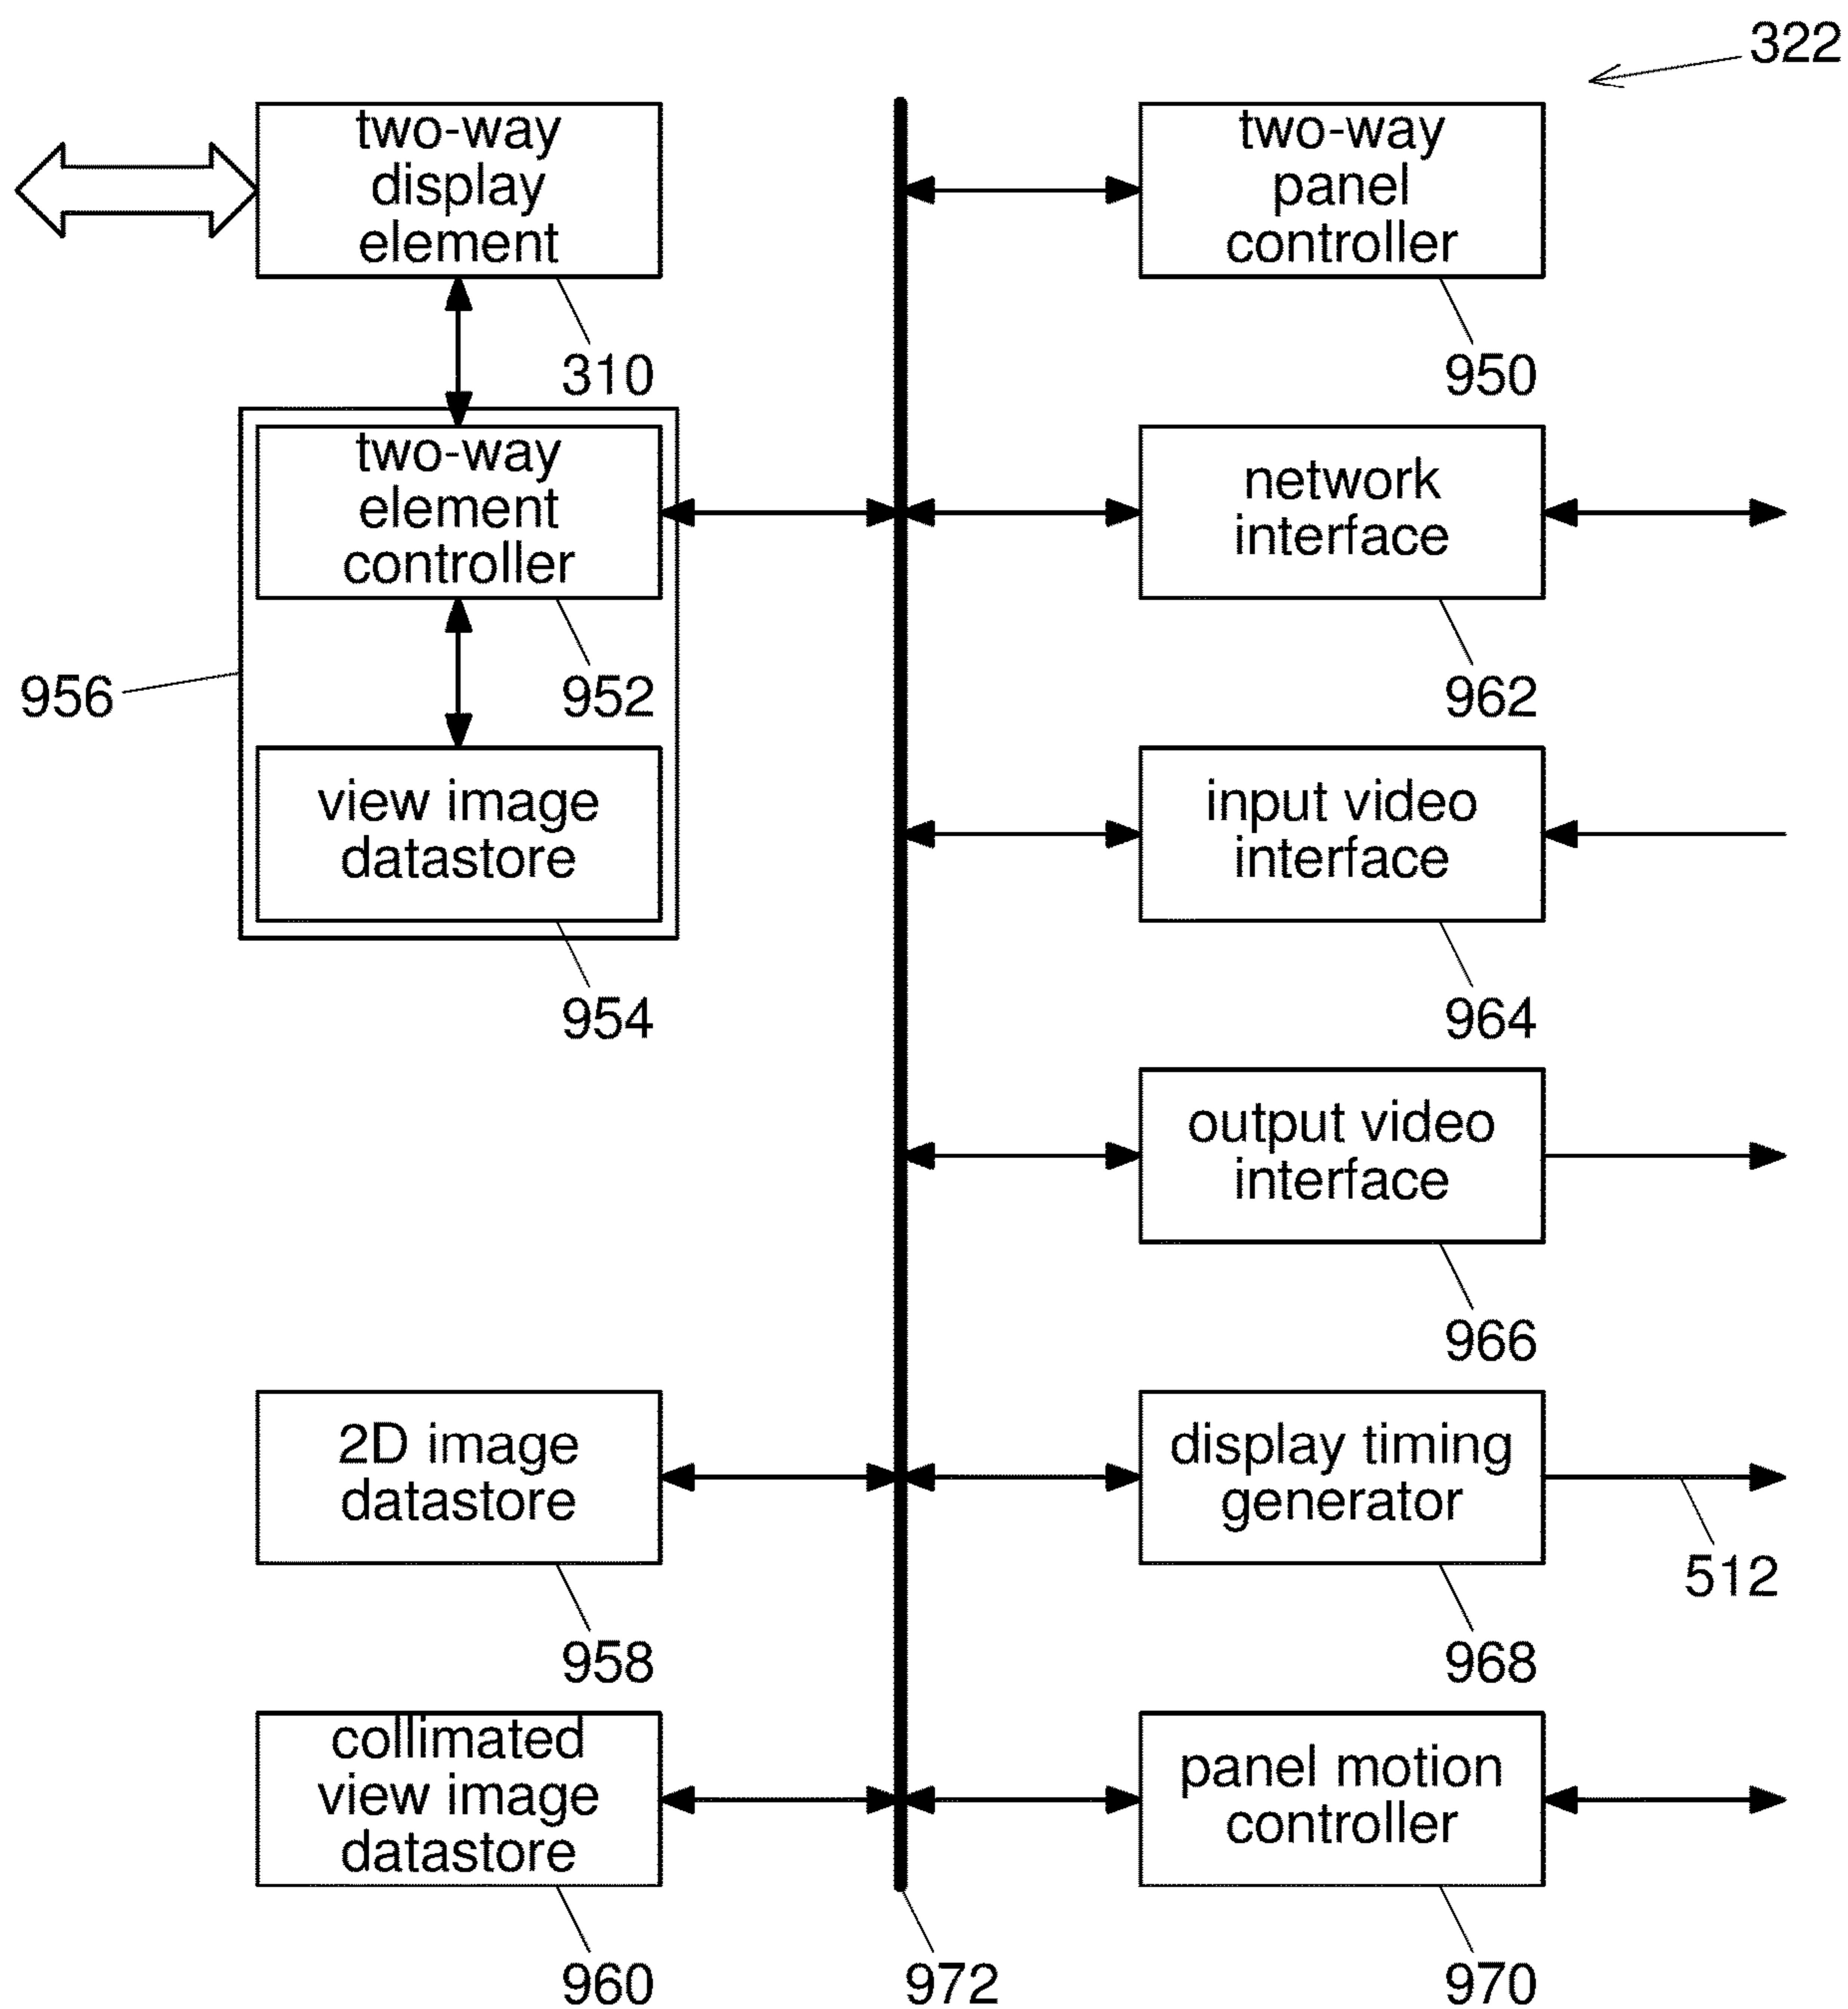 322
two-way
display
element
310
two-way
panel
controller
950
two-way
element
controller
952
956
network
interface
962
view image
datastore
954
input video
interface
964
output video
interface
966
2D image
datastore
958
display timing
generator
512
968
collimated
view image
datastore
960
972
panel motion
controller
970